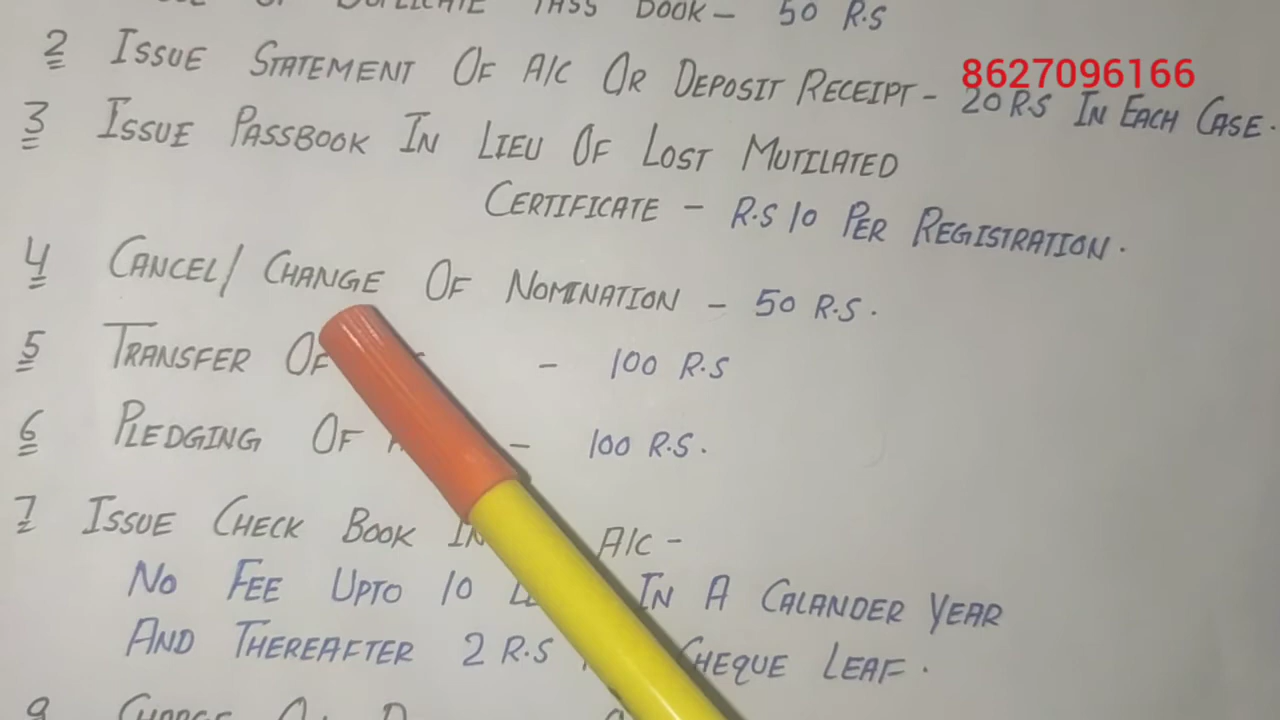 OF DUPLICATE PASS BOOK - 50 R.S
2 ISSUE STATEMENT OF A/C OR DEPOSIT RECEIPT - 20 R.S IN EACH CASE.
8627096166
3 ISSUE PASSBOOK IN LIEU OF LOST MUTILATED
CERTIFICATE - R.S 10 PER REGISTRATION.
4 CANCEL/ CHANGE OF NOMINATION - 50 R.S.
5 TRANSFER OF - 100 R.S
6 PLEDGING OF - 100 R.S.
7 ISSUE CHECK BOOK IN A/C -
NO FEE UPTO 10 IN A CALANDER YEAR
AND THEREAFTER 2 R.S CHEQUE LEAF.